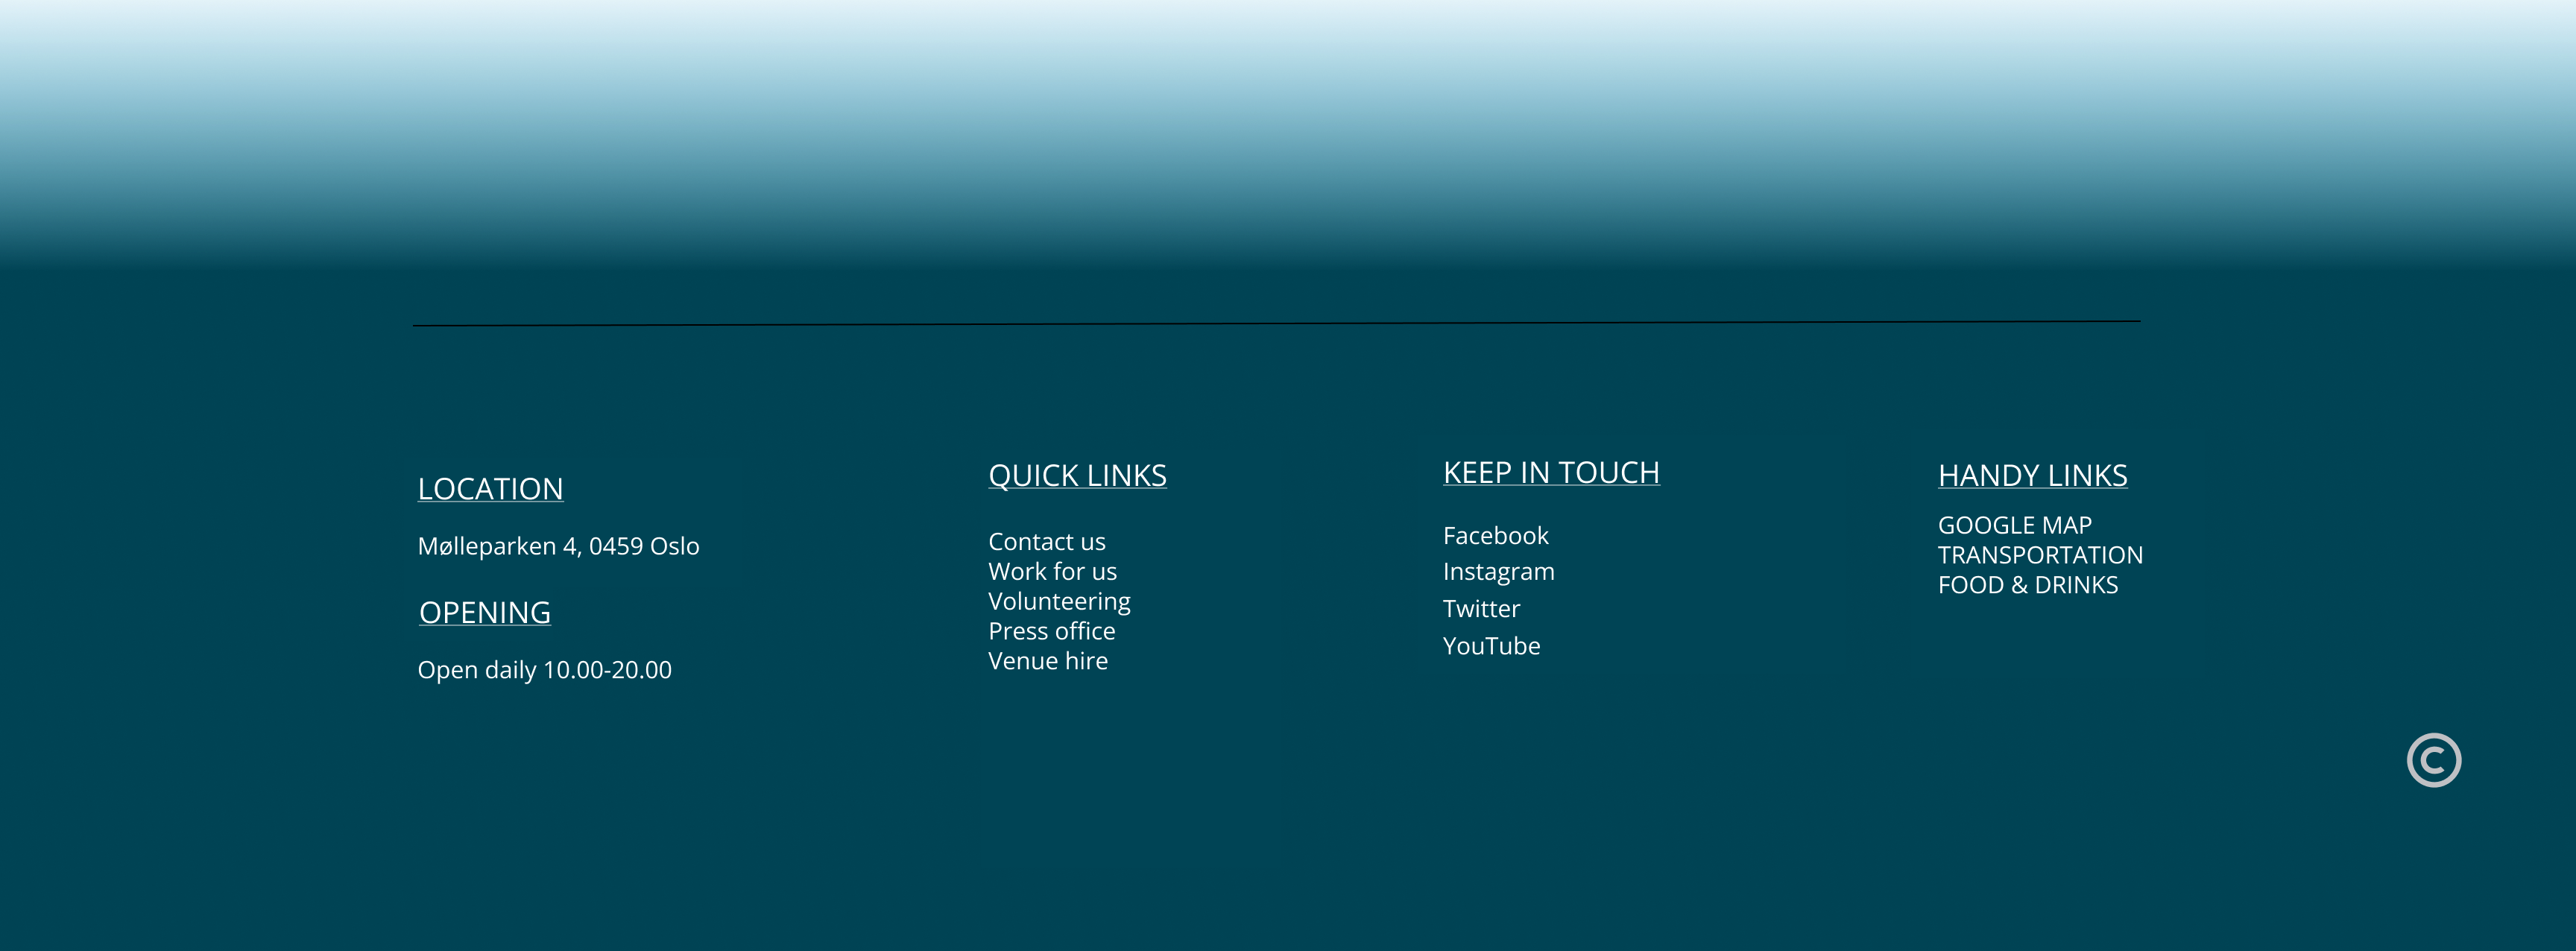 LOCATION
Mølleparken 4, 0459 Oslo
OPENING
Open daily 10.00-20.00
QUICK LINKS
Contact us
Work for us
Volunteering
Press office
Venue hire
KEEP IN TOUCH
Facebook
Instagram
Twitter
YouTube
HANDY LINKS
GOOGLE MAP
TRANSPORTATION
FOOD & DRINKS
©